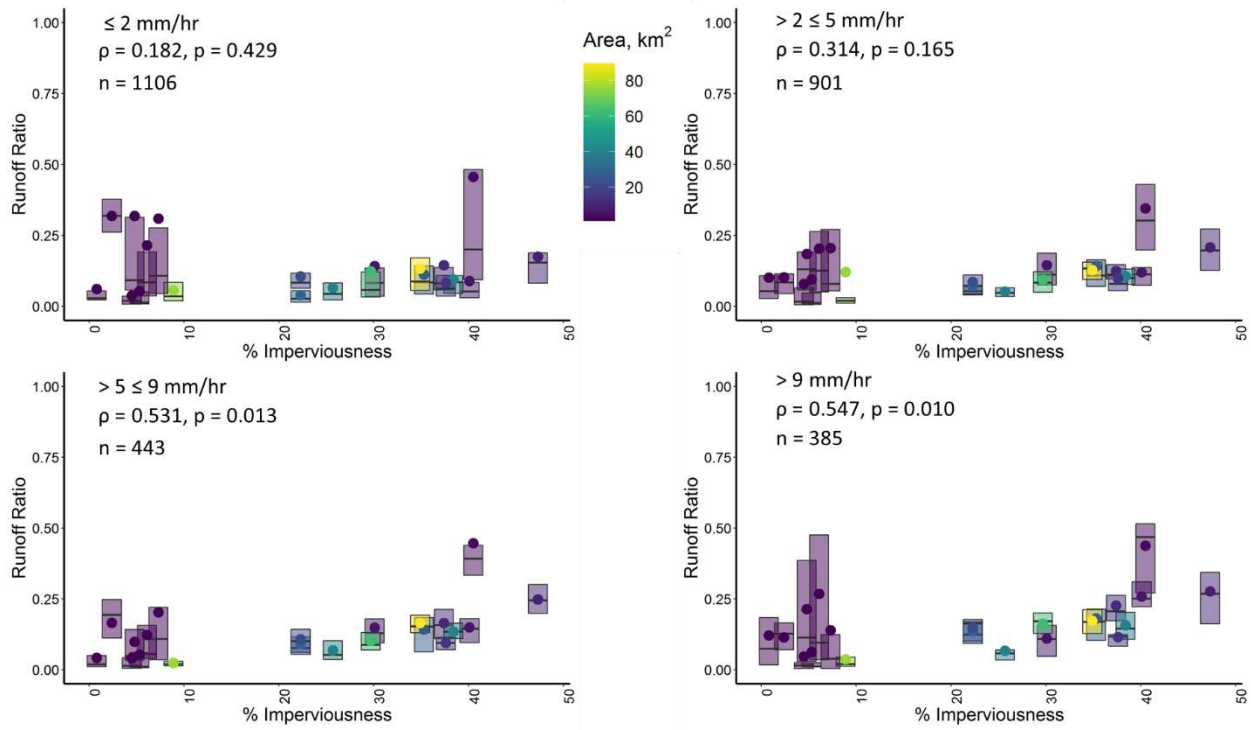 ≤ 2 mm/hr
ρ = 0.182, p = 0.429
n = 1106
1.00
0.75
0.50
0.25
0.00
Runoff Ratio
0
10
20
30
40
50
% Imperviousness
Area, km²
80
60
40
20
> 2 ≤ 5 mm/hr
ρ = 0.314, p = 0.165
n = 901
1.00
0.75
0.50
0.25
0.00
Runoff Ratio
0
10
20
30
40
50
% Imperviousness
> 5 ≤ 9 mm/hr
ρ = 0.531, p = 0.013
n = 443
1.00
0.75
0.50
0.25
0.00
Runoff Ratio
0
10
20
30
40
50
% Imperviousness
> 9 mm/hr
ρ = 0.547, p = 0.010
n = 385
1.00
0.75
0.50
0.25
0.00
Runoff Ratio
0
10
20
30
40
50
% Imperviousness